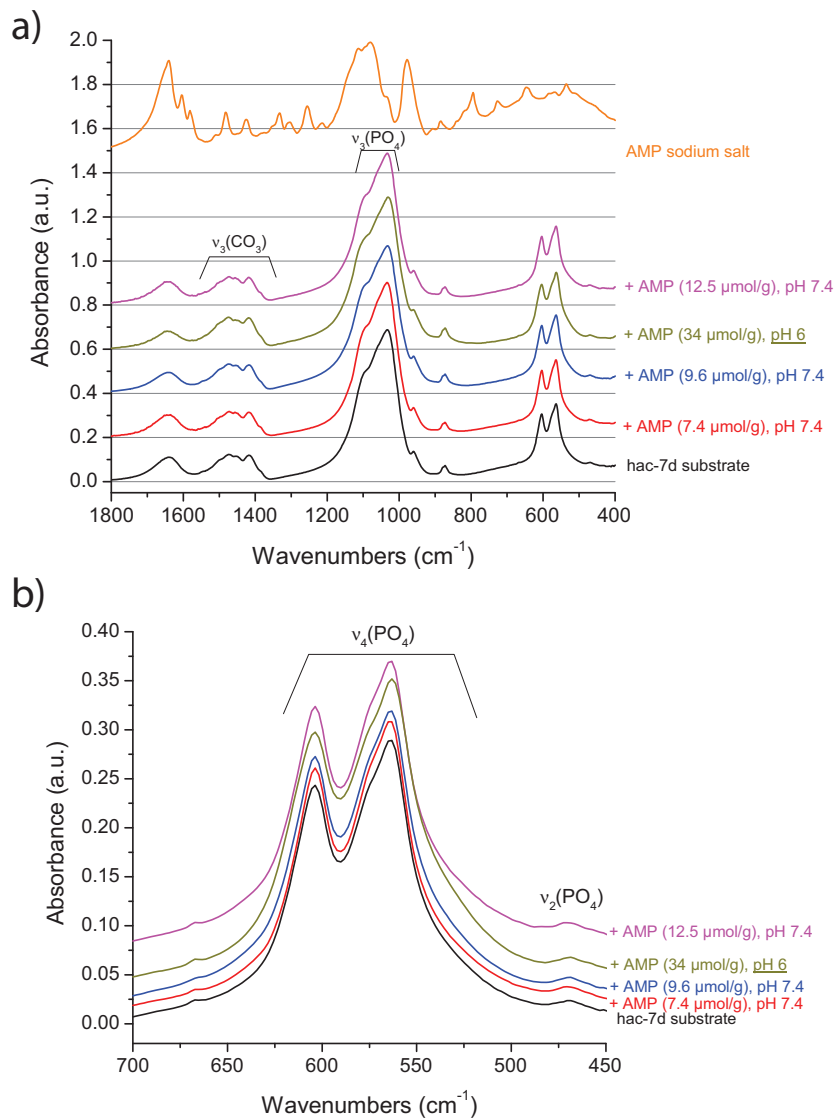 a)
2.0
1.8
1.6
1.4
1.2
1.0
0.8
0.6
0.4
0.2
0.0
Absorbance (a.u.)
ν3(PO4)
ν3(CO3)
AMP sodium salt
+ AMP (12.5 µmol/g), pH 7.4
+ AMP (34 µmol/g), pH 6
+ AMP (9.6 µmol/g), pH 7.4
+ AMP (7.4 µmol/g), pH 7.4
hac-7d substrate
1800 1600 1400 1200 1000 800 600 400
Wavenumbers (cm-1)
b)
0.40
0.35
0.30
0.25
0.20
0.15
0.10
0.05
0.00
Absorbance (a.u.)
ν4(PO4)
ν2(PO4)
+ AMP (12.5 µmol/g), pH 7.4
+ AMP (34 µmol/g), pH 6
+ AMP (9.6 µmol/g), pH 7.4
+ AMP (7.4 µmol/g), pH 7.4
hac-7d substrate
700 650 600 550 500 450
Wavenumbers (cm-1)